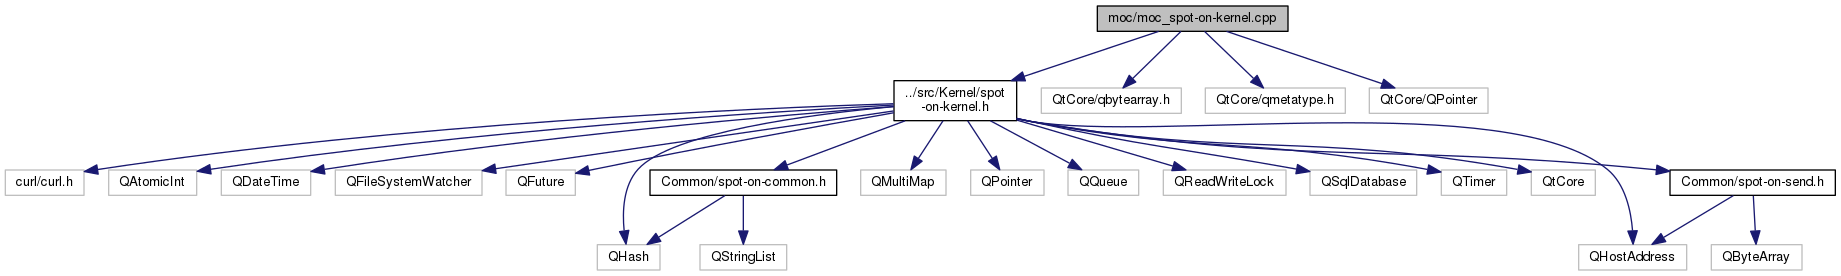 moc/moc_spot-on-kernel.cpp
../src/Kernel/spot
-on-kernel.h
QtCore/qbytearray.h
QtCore/qmetatype.h
QtCore/QPointer
curl/curl.h
QAtomicInt
QDateTime
QFileSystemWatcher
QFuture
Common/spot-on-common.h
QMultiMap
QPointer
QQueue
QReadWriteLock
QSqlDatabase
QTimer
QtCore
Common/spot-on-send.h
QHash
QStringList
QHostAddress
QByteArray